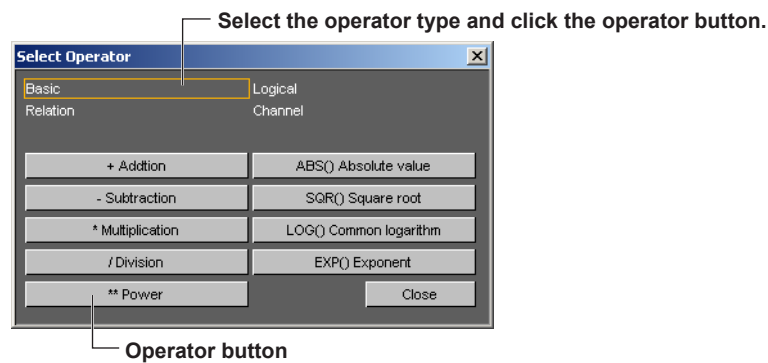 Select the operator type and click the operator button.
Select Operator
Basic Logical
Relation Channel
+ Addtion ABS() Absolute value
- Subtraction SQR() Square root
* Multiplication LOG() Common logarithm
/ Division EXP() Exponent
** Power Close
Operator button